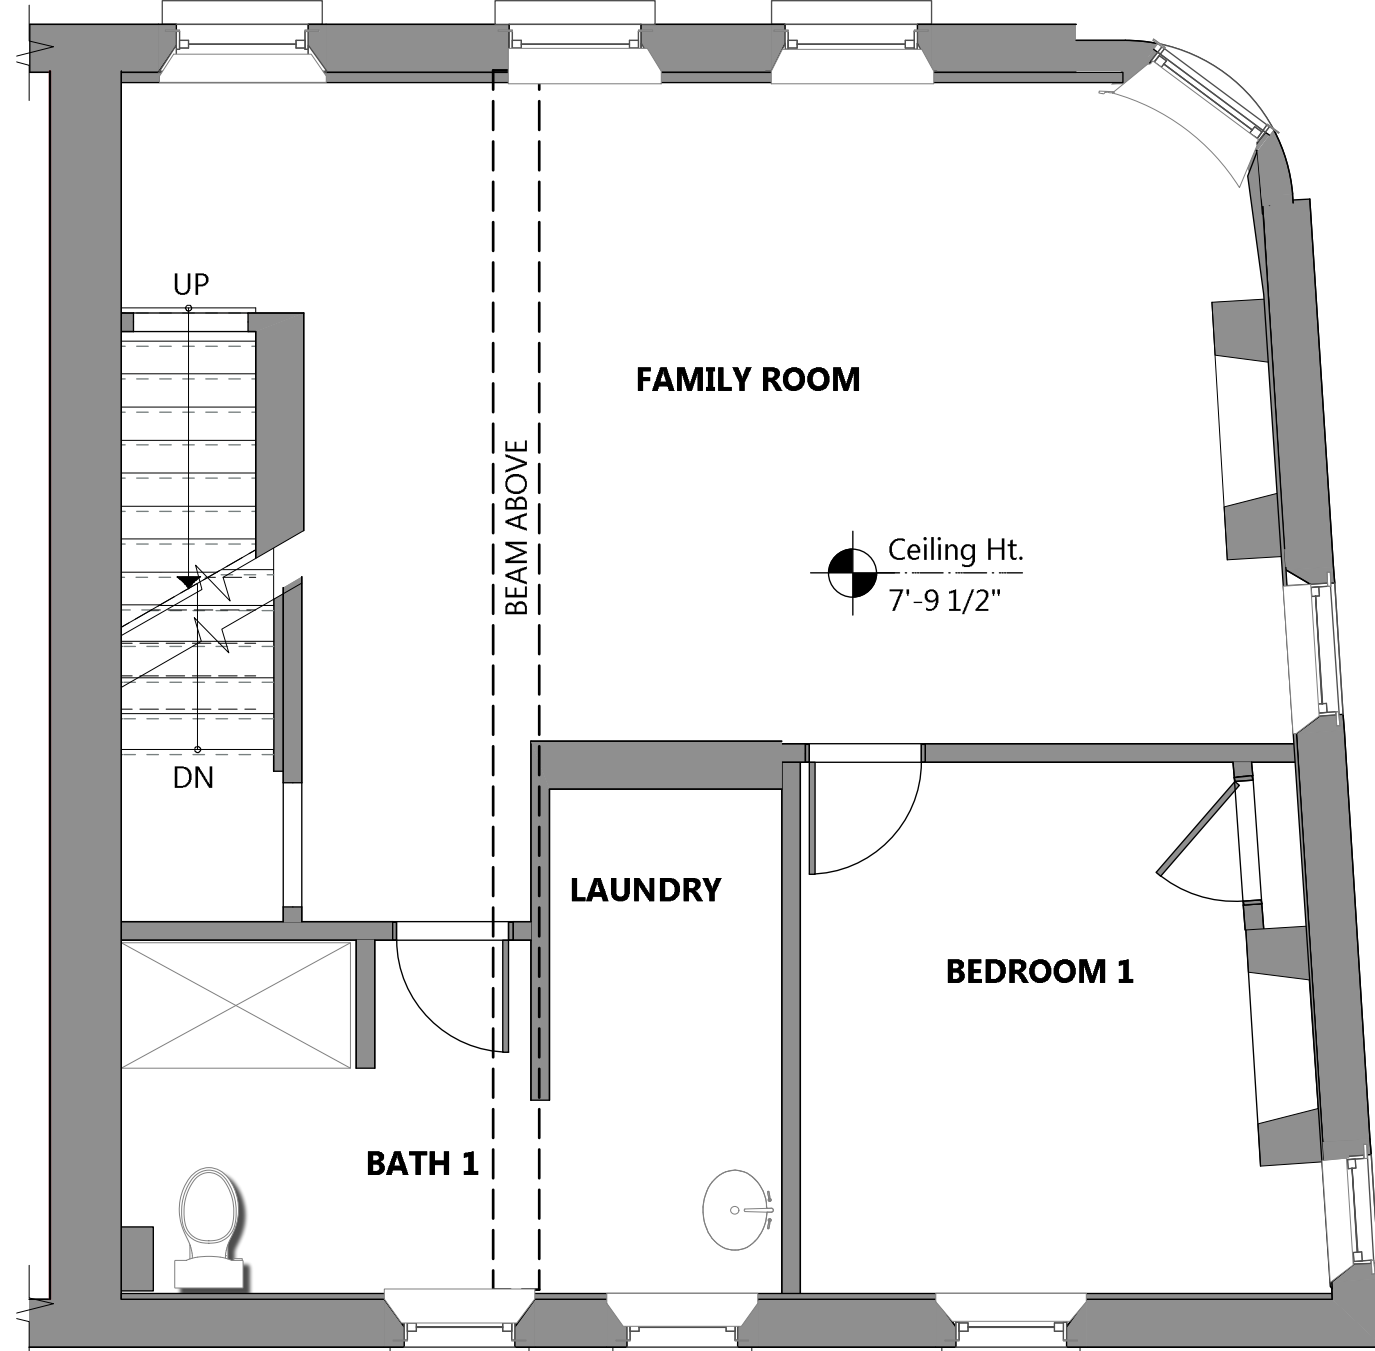 UP
FAMILY ROOM
BEAM ABOVE
Ceiling Ht.
7'-9 1/2"
DN
LAUNDRY
BEDROOM 1
BATH 1